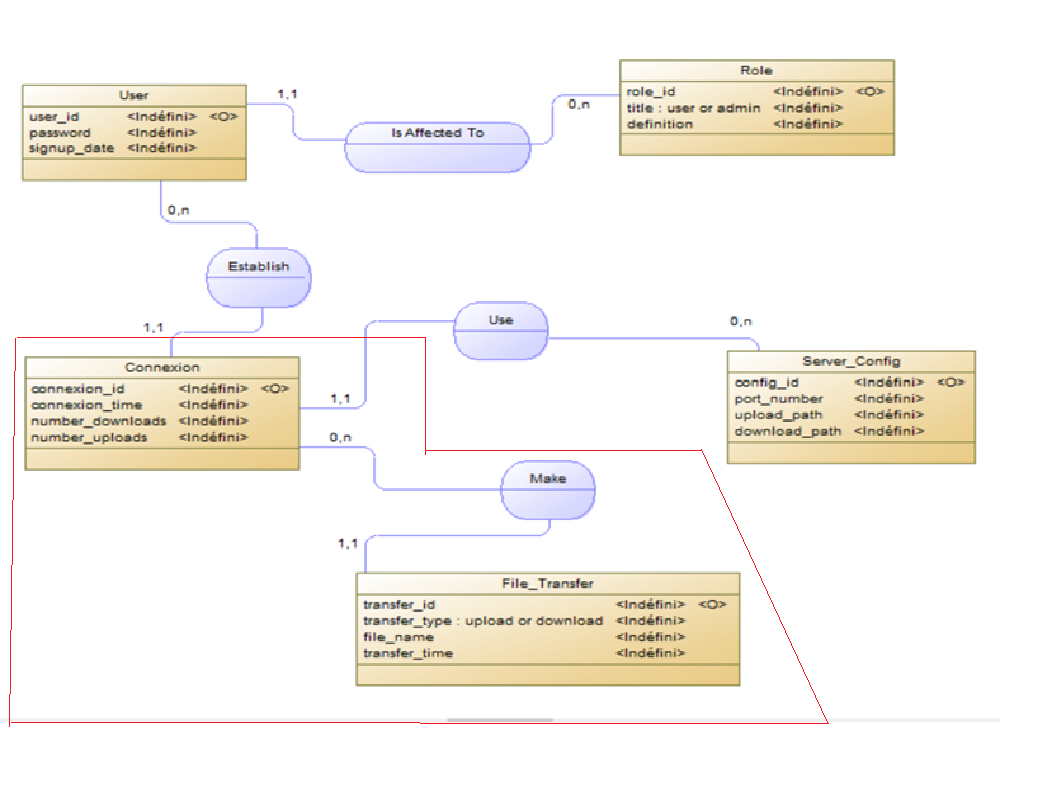 User
user_id <Indéfini> <O>
password <Indéfini>
signup_date <Indéfini>
1,1
Is Affected To
0,n
Role
role_id <Indéfini> <O>
title : user or admin <Indéfini>
definition <Indéfini>
0,n
Establish
1,1
Connexion
connexion_id <Indéfini> <O>
connexion_time <Indéfini>
number_downloads <Indéfini>
number_uploads <Indéfini>
1,1
Use
0,n
Server_Config
config_id <Indéfini> <O>
port_number <Indéfini>
upload_path <Indéfini>
download_path <Indéfini>
0,n
Make
1,1
File_Transfer
transfer_id <Indéfini> <O>
transfer_type : upload or download <Indéfini>
file_name <Indéfini>
transfer_time <Indéfini>